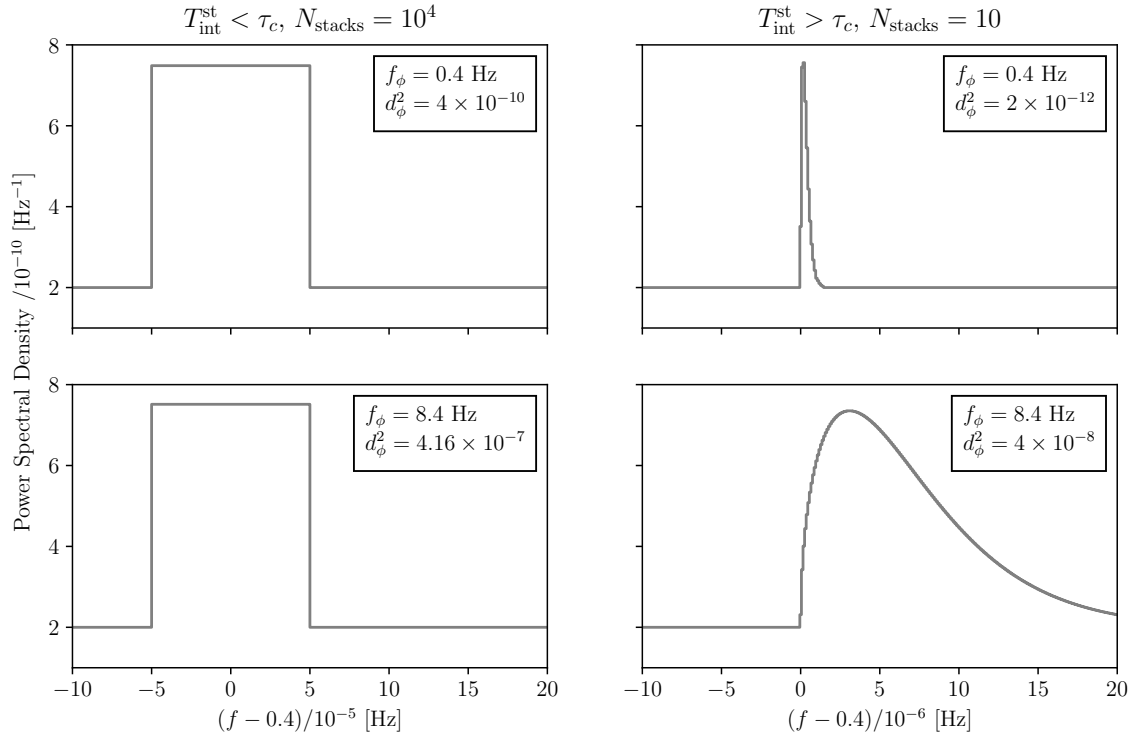 T_int^st < τ_c, N_stacks = 10^4
T_int^st > τ_c, N_stacks = 10
Power Spectral Density /10^−10 [Hz^−1]
8
6
4
2
f_ϕ = 0.4 Hz
d_ϕ^2 = 4 × 10^−10
f_ϕ = 0.4 Hz
d_ϕ^2 = 2 × 10^−12
8
6
4
2
f_ϕ = 8.4 Hz
d_ϕ^2 = 4.16 × 10^−7
f_ϕ = 8.4 Hz
d_ϕ^2 = 4 × 10^−8
−10 −5 0 5 10 15 20
−10 −5 0 5 10 15 20
(f − 0.4)/10^−5 [Hz]
(f − 0.4)/10^−6 [Hz]